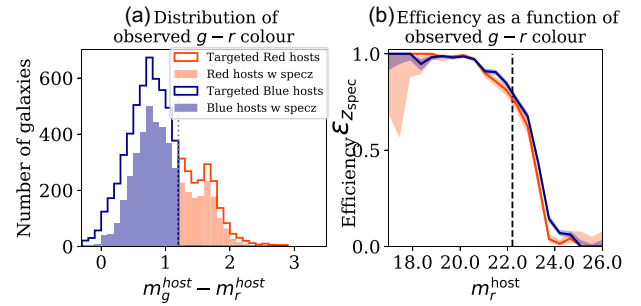 (a) Distribution of
observed g − r colour
Targeted Red hosts
Red hosts w specz
Targeted Blue hosts
Blue hosts w specz
Number of galaxies
600
400
200
0
0 1 2 3
m_g^host − m_r^host
(b) Efficiency as a function of
observed g − r colour
Efficiency ε_{z_spec}
1.0
0.5
0.0
18.0 20.0 22.0 24.0 26.0
m_r^host